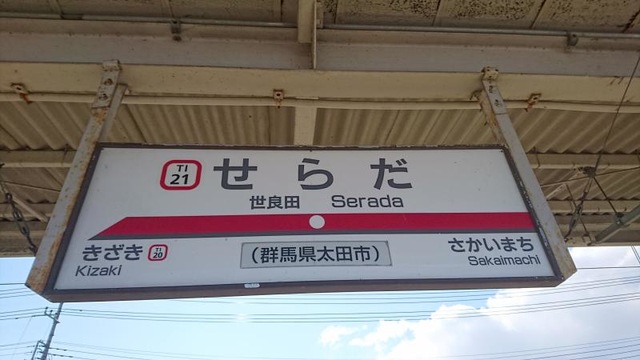 TI
21
せらだ
世良田 Serada
きざき
TI
20
Kizaki
(群馬県太田市)
さかいまち
Sakaimachi